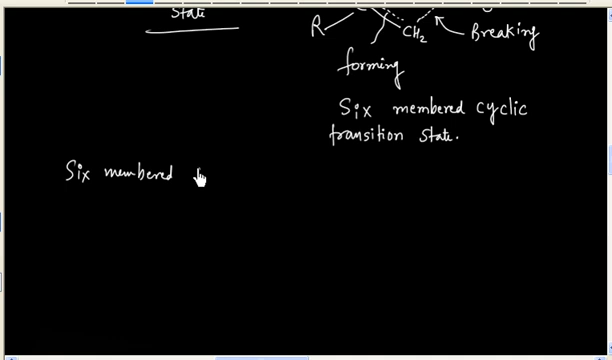 State
R
CH2
Breaking
forming
Six membered cyclic
transition state.
Six membered